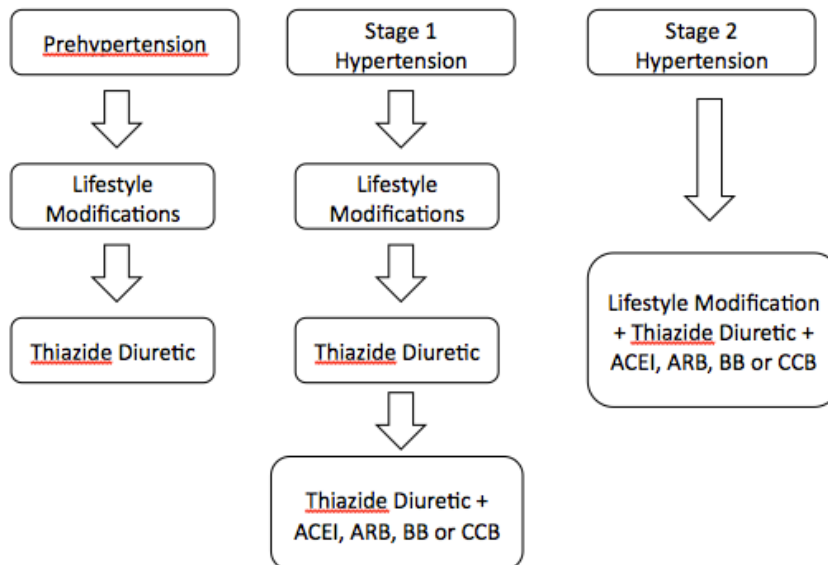 Prehypertension
Lifestyle
Modifications
Thiazide Diuretic
Stage 1
Hypertension
Lifestyle
Modifications
Thiazide Diuretic
Thiazide Diuretic +
ACEI, ARB, BB or CCB
Stage 2
Hypertension
Lifestyle Modification
+ Thiazide Diuretic +
ACEI, ARB, BB or CCB